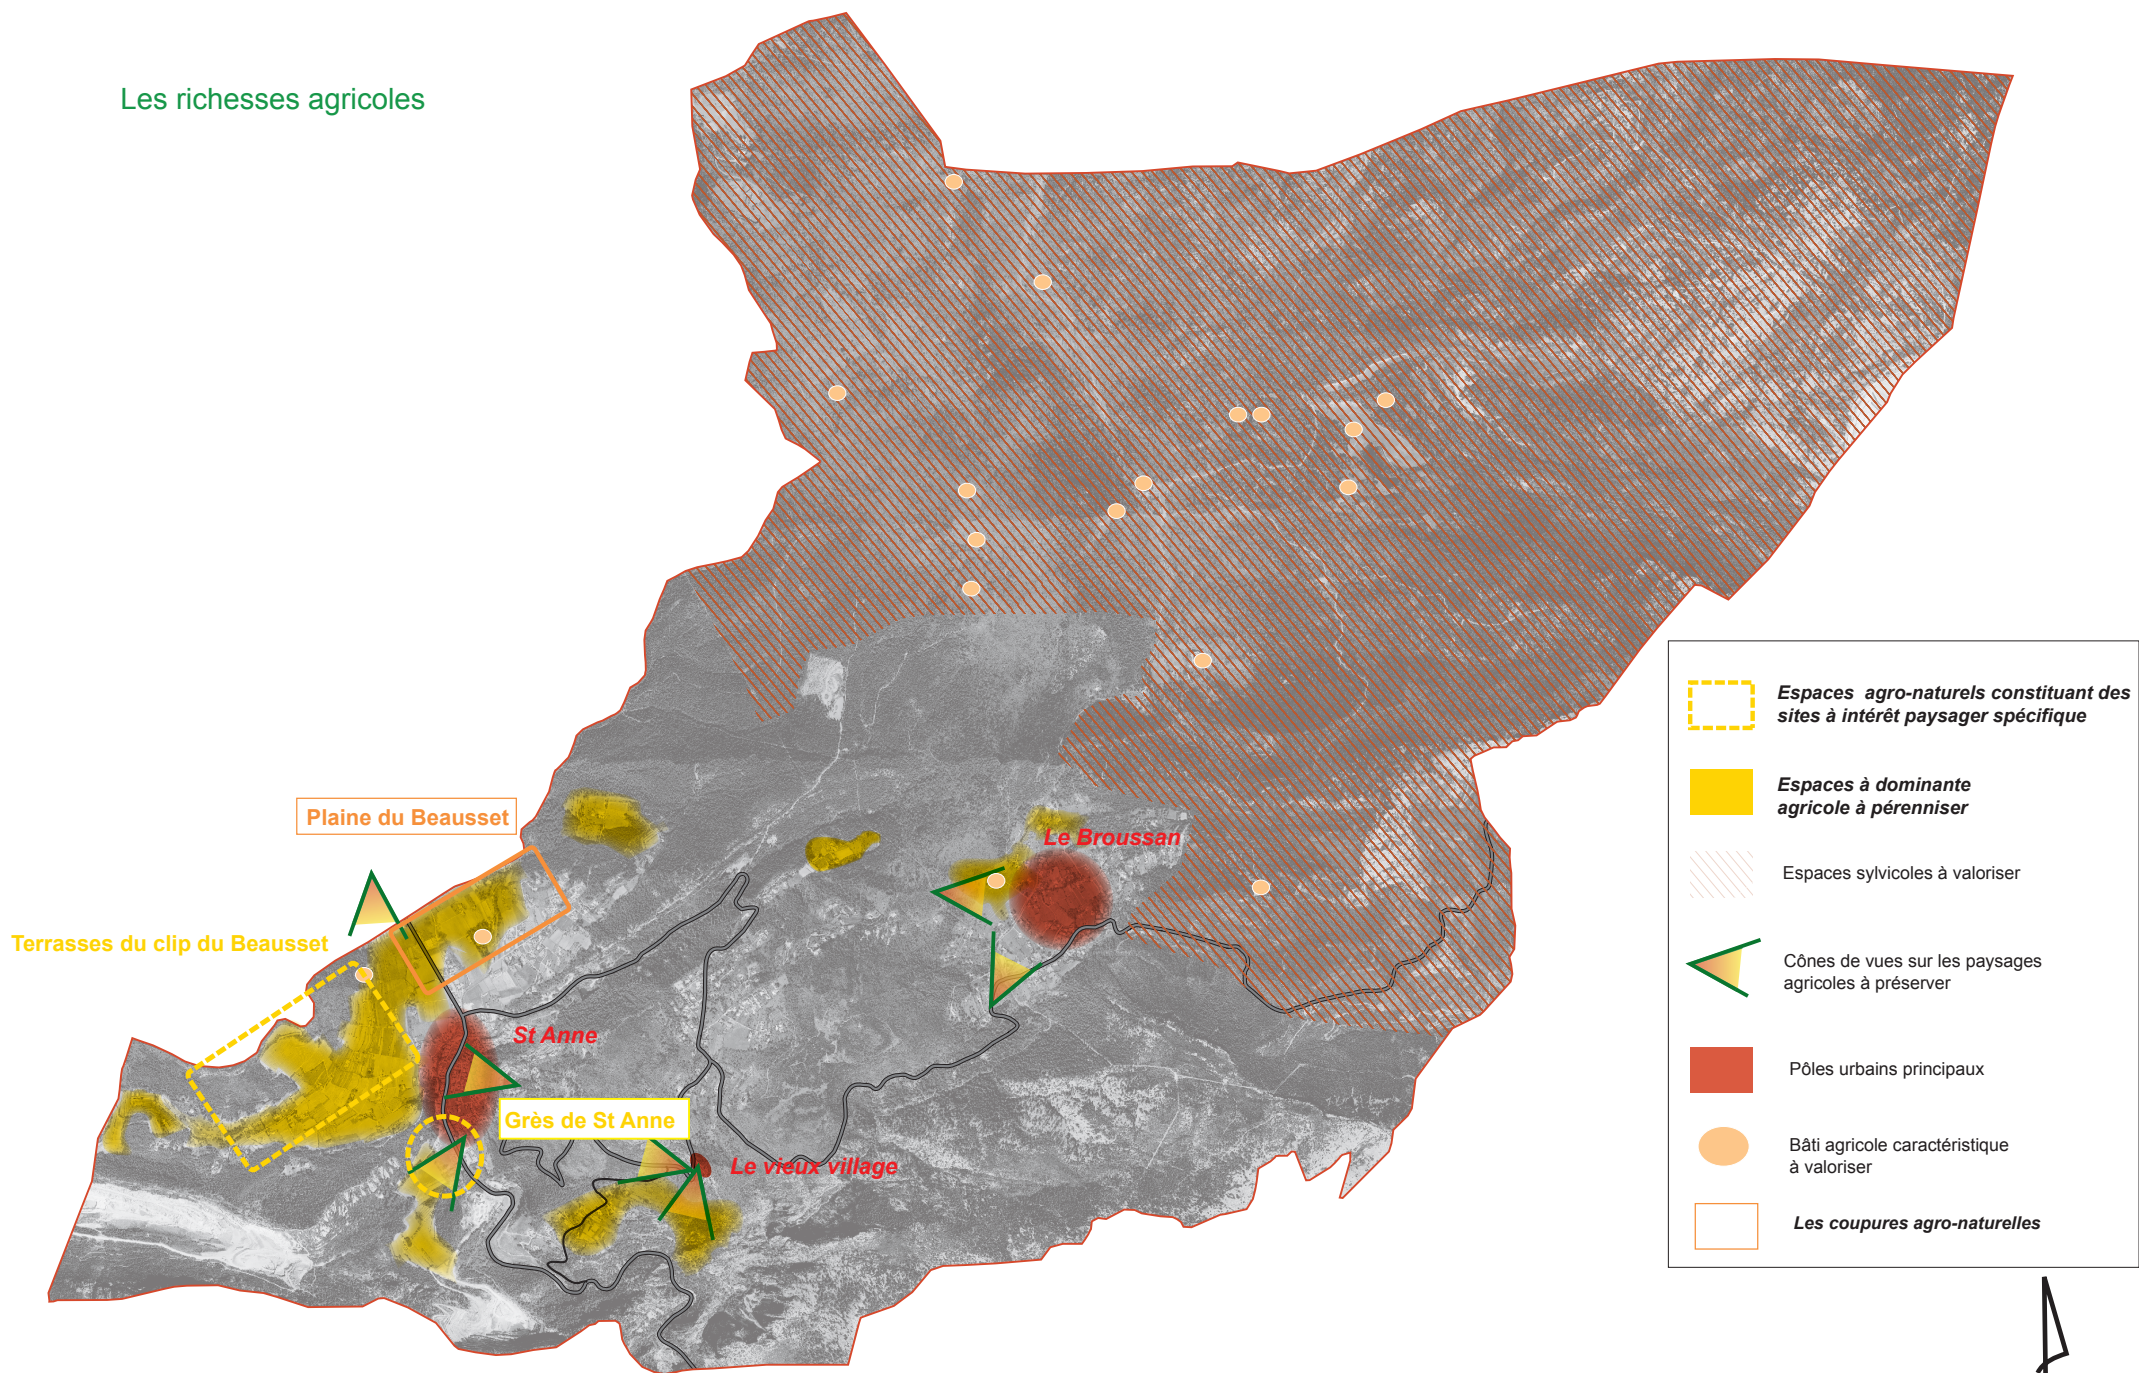 Les richesses agricoles
Plaine du Beausset
Le Broussan
Terrasses du clip du Beausset
St Anne
Grès de St Anne
Le vieux village
Espaces agro-naturels constituant des
sites à intérêt paysager spécifique
Espaces à dominante
agricole à pérenniser
Espaces sylvicoles à valoriser
Cônes de vues sur les paysages
agricoles à préserver
Pôles urbains principaux
Bâti agricole caractéristique
à valoriser
Les coupures agro-naturelles